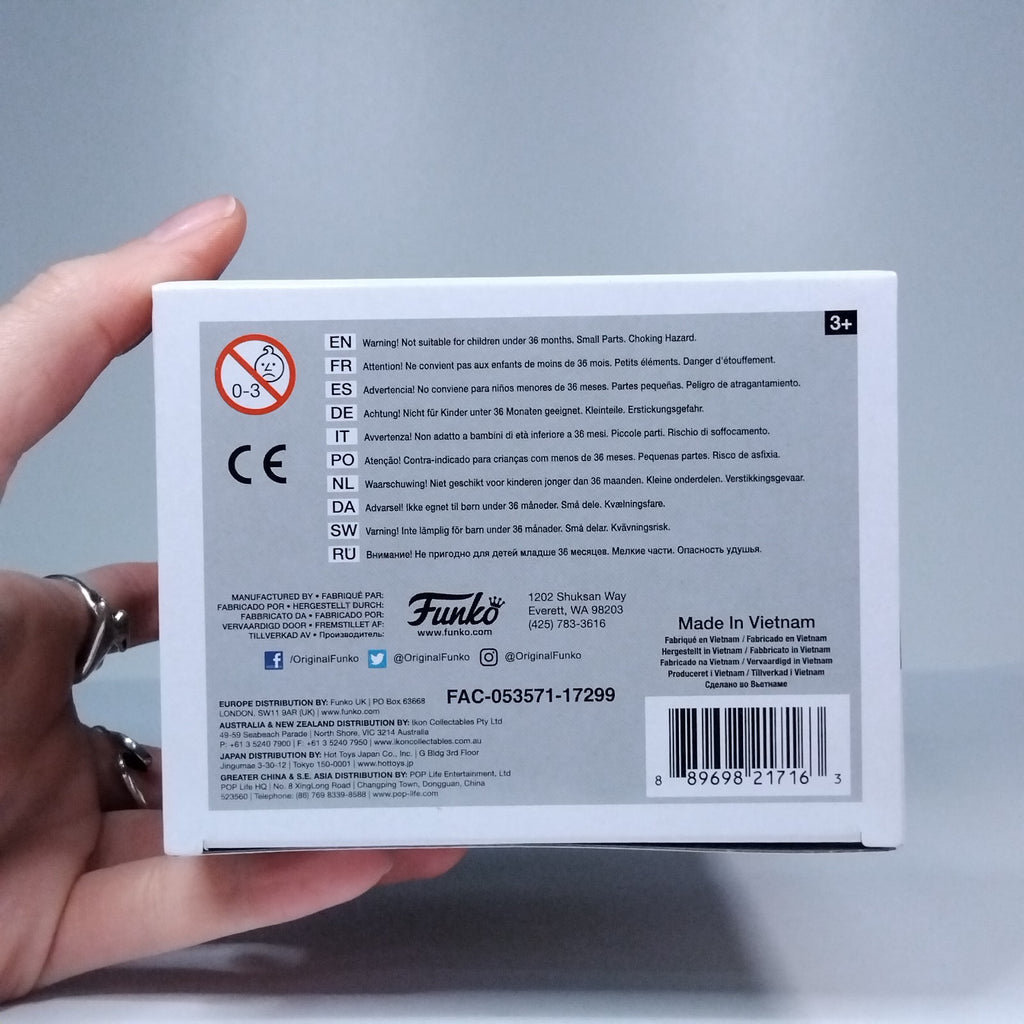 3+
0-3
EN Warning! Not suitable for children under 36 months. Small Parts. Choking Hazard.
FR Attention! Ne convient pas aux enfants de moins de 36 mois. Petits éléments. Danger d'étouffement.
ES Advertencia! No conviene para niños menores de 36 meses. Partes pequeñas. Peligro de atragantamiento.
DE Achtung! Nicht für Kinder unter 36 Monaten geeignet. Kleinteile. Erstickungsgefahr.
IT Avvertenza! Non adatto a bambini di età inferiore a 36 mesi. Piccole parti. Rischio di soffocamento.
PO Atenção! Contra-indicado para crianças com menos de 36 meses. Pequenas partes. Risco de asfixia.
NL Waarschuwing! Niet geschikt voor kinderen jonger dan 36 maanden. Kleine onderdelen. Verstikkingsgevaar.
DA Advarsel! Ikke egnet til børn under 36 måneder. Små dele. Kvælningsfare.
SW Varning! Inte lämplig för barn under 36 månader. Små delar. Kvävningsrisk.
RU Внимание! Не пригодно для детей младше 36 месяцев. Мелкие части. Опасность удушья.
CE
MANUFACTURED BY • FABRIQUÉ PAR:
FABRICADO POR • HERGESTELLT DURCH:
FABBRICATO DA • FABRICADO POR:
VERVAARDIGD DOOR • FREMSTILLET AF:
TILLVERKAD AV • Производитель:
Funko
www.funko.com
1202 Shuksan Way
Everett, WA 98203
(425) 783-3616
/OriginalFunko @OriginalFunko @OriginalFunko
FAC-053571-17299
EUROPE DISTRIBUTION BY: Funko UK | PO Box 63668
LONDON, SW11 9AR (UK) | www.funko.com
AUSTRALIA & NEW ZEALAND DISTRIBUTION BY: Ikon Collectables Pty Ltd
49-59 Seabeach Parade | North Shore, VIC 3214 Australia
P: +61 3 5240 7900 | F: +61 3 5240 7950 | www.ikoncollectables.com.au
JAPAN DISTRIBUTION BY: Hot Toys Japan Co., Inc. | G Bldg 3rd Floor
Jingumae 3-30-12 | Tokyo 150-0001 | www.hottoys.jp
GREATER CHINA & S.E. ASIA DISTRIBUTION BY: POP Life Entertainment, Ltd
POP Life HQ | No. 8 XingLong Road | Changping Town, Dongguan, China
523560 | Telephone: (86) 769 8339-8588 | www.pop-life.com
Made In Vietnam
Fabriqué en Vietnam / Fabricado en Vietnam
Hergestellt in Vietnam / Fabbricato in Vietnam
Fabricado na Vietnam / Vervaardigd in Vietnam
Produceret i Vietnam / Tillverkad i Vietnam
Сделано во Вьетнаме
8 89698 21716 3